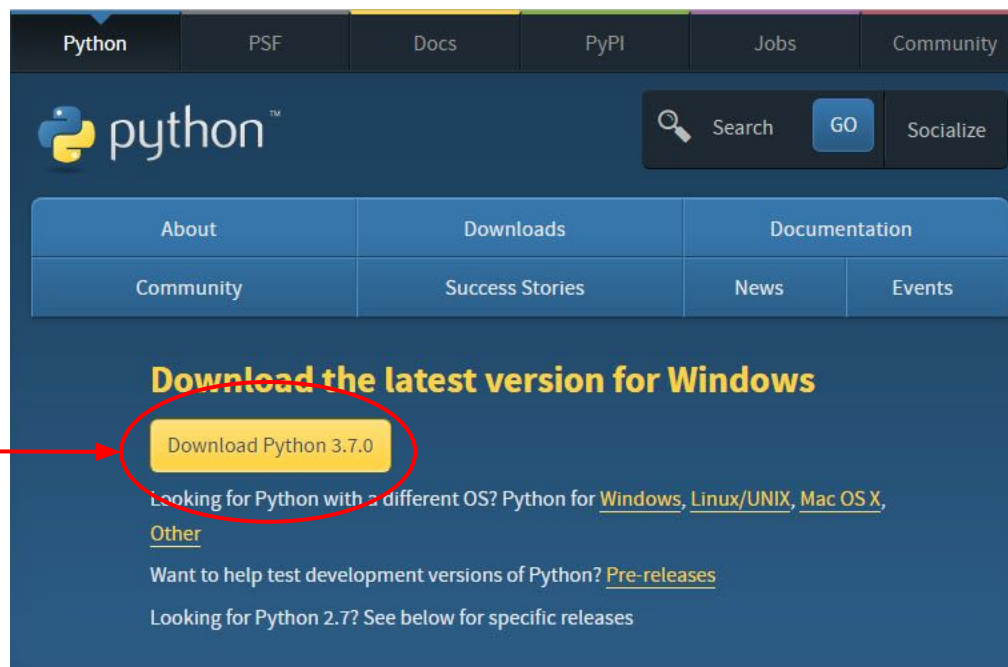 Python PSF Docs PyPI Jobs Community
python™ Search GO Socialize
About Downloads Documentation
Community Success Stories News Events
Download the latest version for Windows
Download Python 3.7.0
Looking for Python with a different OS? Python for Windows, Linux/UNIX, Mac OS X,
Other
Want to help test development versions of Python? Pre-releases
Looking for Python 2.7? See below for specific releases